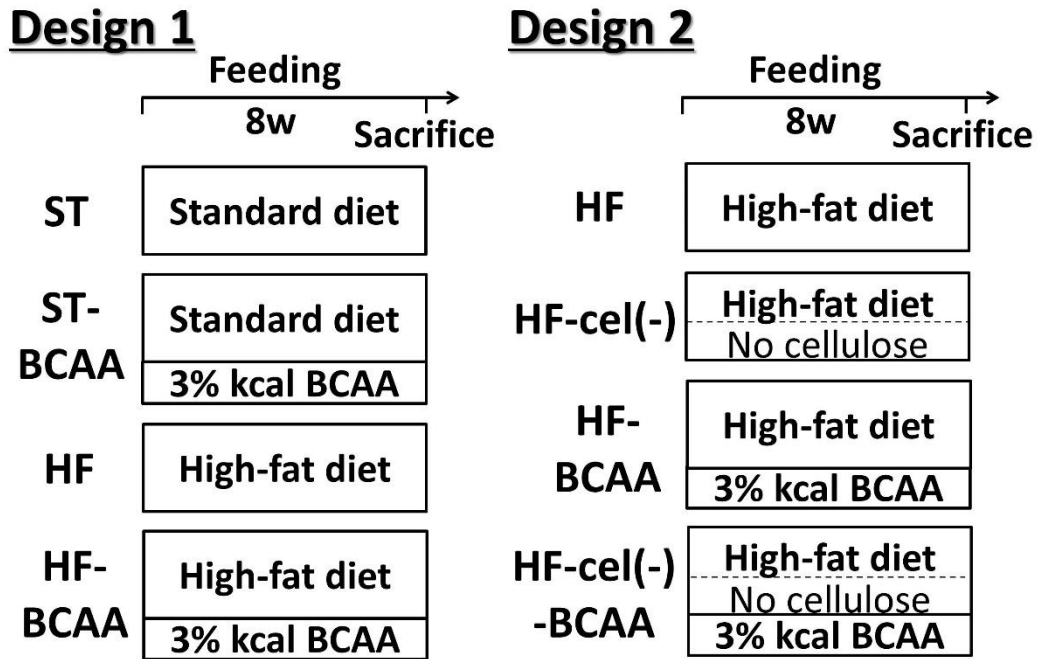 Design 1
Feeding
8w
Sacrifice
ST
Standard diet
ST-
BCAA
Standard diet
3% kcal BCAA
HF
High-fat diet
HF-
BCAA
High-fat diet
3% kcal BCAA
Design 2
Feeding
8w
Sacrifice
HF
High-fat diet
HF-cel(-)
High-fat diet
No cellulose
HF-
BCAA
High-fat diet
3% kcal BCAA
HF-cel(-)
-BCAA
High-fat diet
No cellulose
3% kcal BCAA